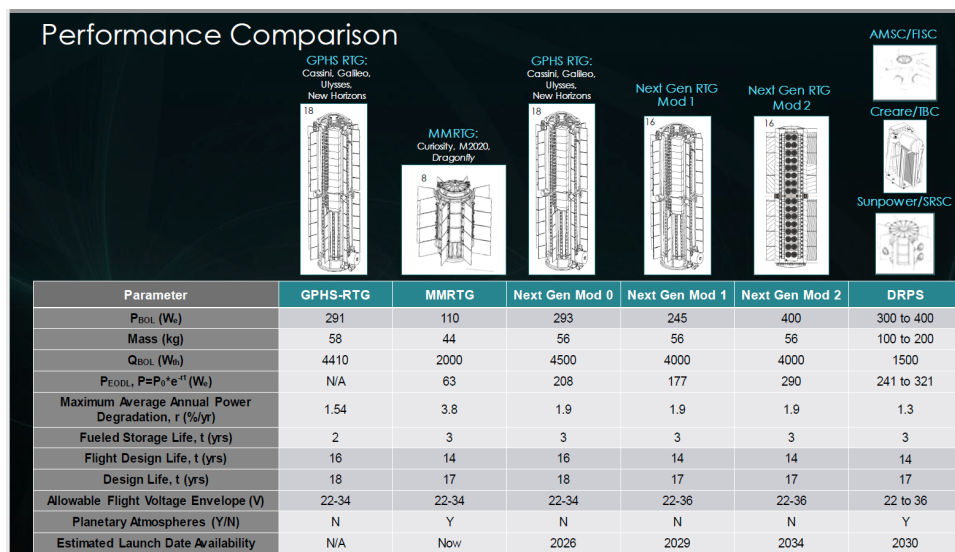 Performance Comparison
GPHS RTG:
Cassini, Galileo,
Ulysses,
New Horizons
18
MMRTG:
Curiosity, M2020,
Dragonfly
8
GPHS RTG:
Cassini, Galileo,
Ulysses,
New Horizons
18
Next Gen RTG
Mod 1
16
Next Gen RTG
Mod 2
16
AMSC/FISC
Creare/TBC
Sunpower/SRSC
Parameter GPHS-RTG MMRTG Next Gen Mod 0 Next Gen Mod 1 Next Gen Mod 2 DRPS
PBOL (We) 291 110 293 245 400 300 to 400
Mass (kg) 58 44 56 56 56 100 to 200
QBOL (Wth) 4410 2000 4500 4000 4000 1500
PEODL, P=P0*e-rt (We) N/A 63 208 177 290 241 to 321
Maximum Average Annual Power
Degradation, r (%/yr) 1.54 3.8 1.9 1.9 1.9 1.3
Fueled Storage Life, t (yrs) 2 3 3 3 3 3
Flight Design Life, t (yrs) 16 14 16 14 14 14
Design Life, t (yrs) 18 17 18 17 17 17
Allowable Flight Voltage Envelope (V) 22-34 22-34 22-34 22-36 22-36 22 to 36
Planetary Atmospheres (Y/N) N Y N N N Y
Estimated Launch Date Availability N/A Now 2026 2029 2034 2030